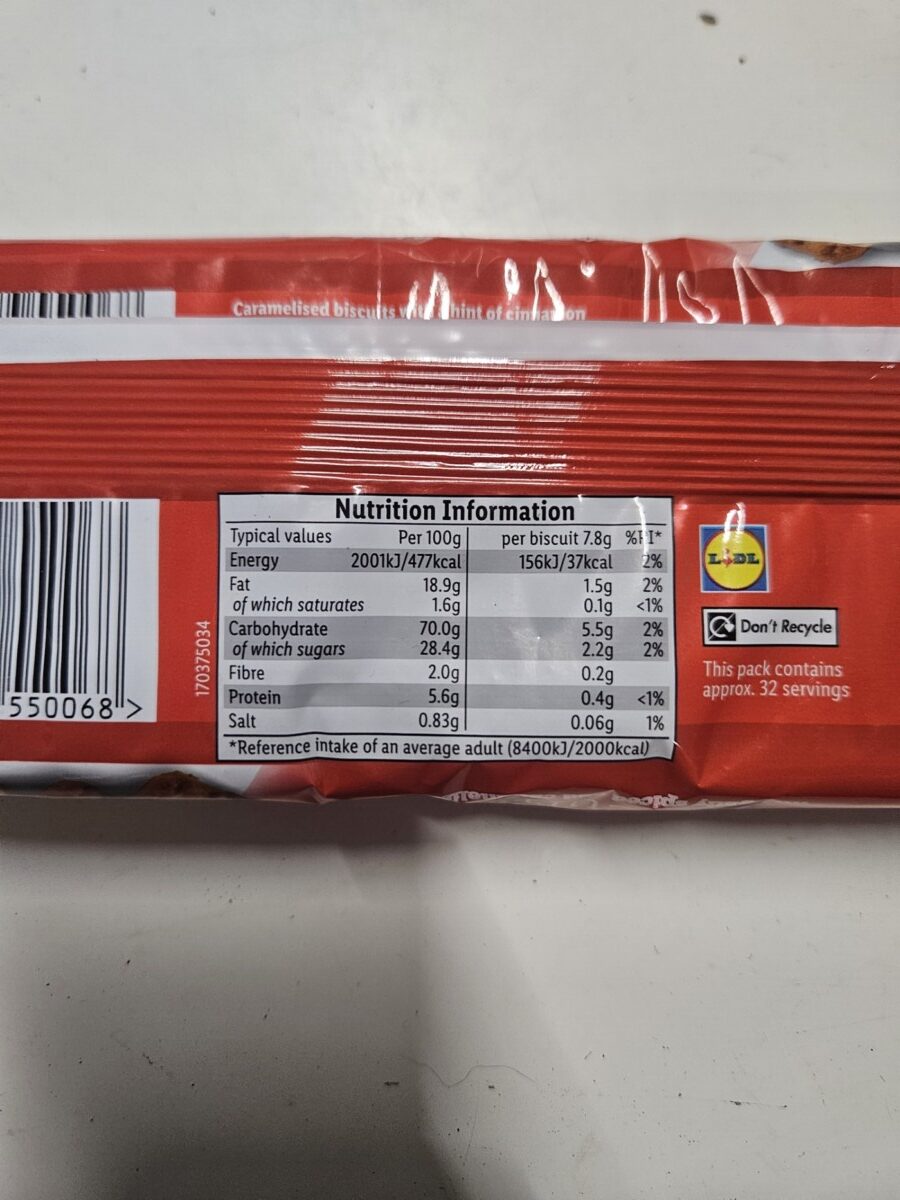 Caramelised biscuits with hint of cinnamon
Nutrition Information
Typical values Per 100g per biscuit 7.8g %RI*
Energy 2001kJ/477kcal 156kJ/37kcal 2%
Fat 18.9g 1.5g 2%
of which saturates 1.6g 0.1g <1%
Carbohydrate 70.0g 5.5g 2%
of which sugars 28.4g 2.2g 2%
Fibre 2.0g 0.2g
Protein 5.6g 0.4g <1%
Salt 0.83g 0.06g 1%
*Reference intake of an average adult (8400kJ/2000kcal)
170375034
550068 >
LIDL
Don't Recycle
This pack contains
approx. 32 servings